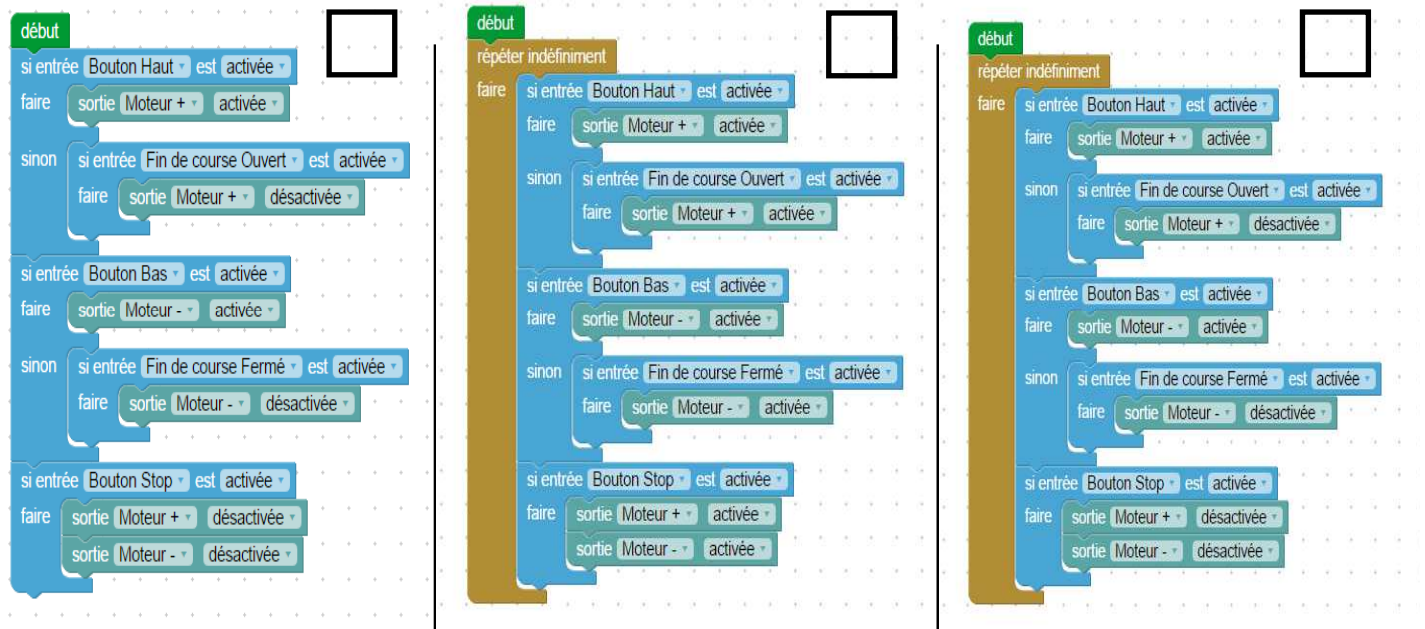 début
si entrée Bouton Haut est activée
faire sortie Moteur + activée
sinon si entrée Fin de course Ouvert est activée
faire sortie Moteur + désactivée
si entrée Bouton Bas est activée
faire sortie Moteur - activée
sinon si entrée Fin de course Fermé est activée
faire sortie Moteur - désactivée
si entrée Bouton Stop est activée
faire sortie Moteur + désactivée
sortie Moteur - désactivée
début
répéter indéfiniment
faire si entrée Bouton Haut est activée
faire sortie Moteur + activée
sinon si entrée Fin de course Ouvert est activée
faire sortie Moteur + activée
si entrée Bouton Bas est activée
faire sortie Moteur - activée
sinon si entrée Fin de course Fermé est activée
faire sortie Moteur - activée
si entrée Bouton Stop est activée
faire sortie Moteur + activée
sortie Moteur - activée
début
répéter indéfiniment
faire si entrée Bouton Haut est activée
faire sortie Moteur + activée
sinon si entrée Fin de course Ouvert est activée
faire sortie Moteur + désactivée
si entrée Bouton Bas est activée
faire sortie Moteur - activée
sinon si entrée Fin de course Fermé est activée
faire sortie Moteur - désactivée
si entrée Bouton Stop est activée
faire sortie Moteur + désactivée
sortie Moteur - désactivée